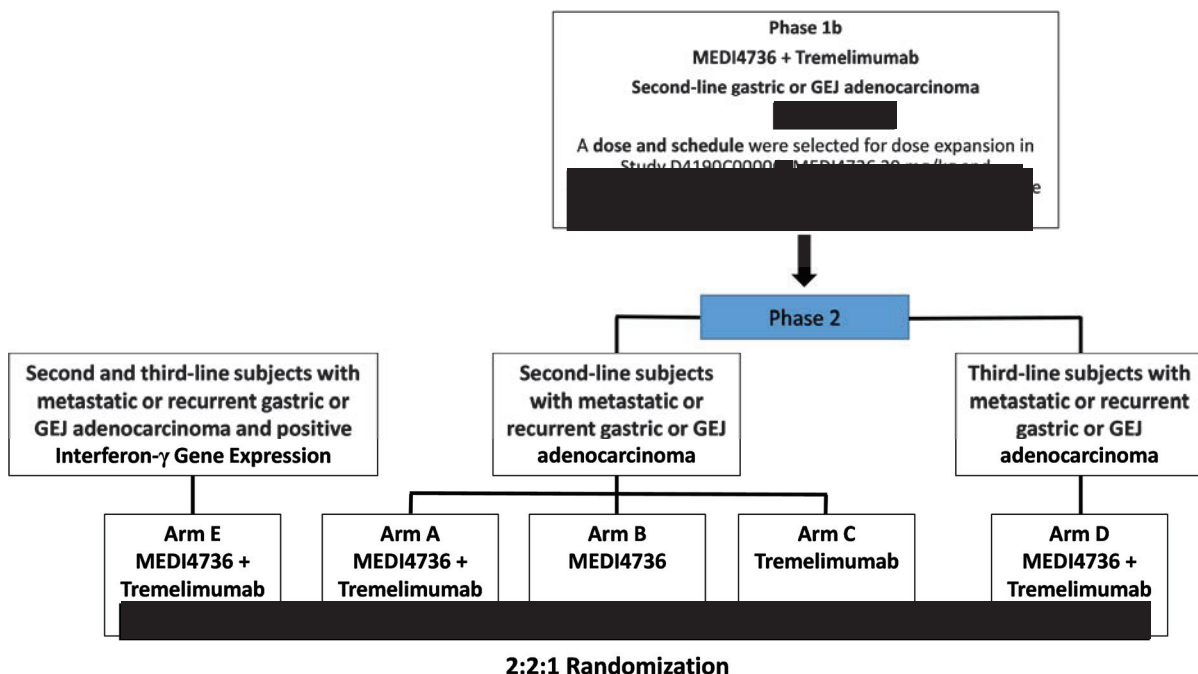 Phase 1b
MEDI4736 + Tremelimumab
Second-line gastric or GEJ adenocarcinoma
A dose and schedule were selected for dose expansion in
Study D4190C0000
e
Phase 2
Second and third-line subjects with
metastatic or recurrent gastric or
GEJ adenocarcinoma and positive
Interferon-γ Gene Expression
Second-line subjects
with metastatic or
recurrent gastric or GEJ
adenocarcinoma
Third-line subjects with
metastatic or recurrent
gastric or GEJ
adenocarcinoma
Arm E
MEDI4736 +
Tremelimumab
Arm A
MEDI4736 +
Tremelimumab
Arm B
MEDI4736
Arm C
Tremelimumab
Arm D
MEDI4736 +
Tremelimumab
2:2:1 Randomization